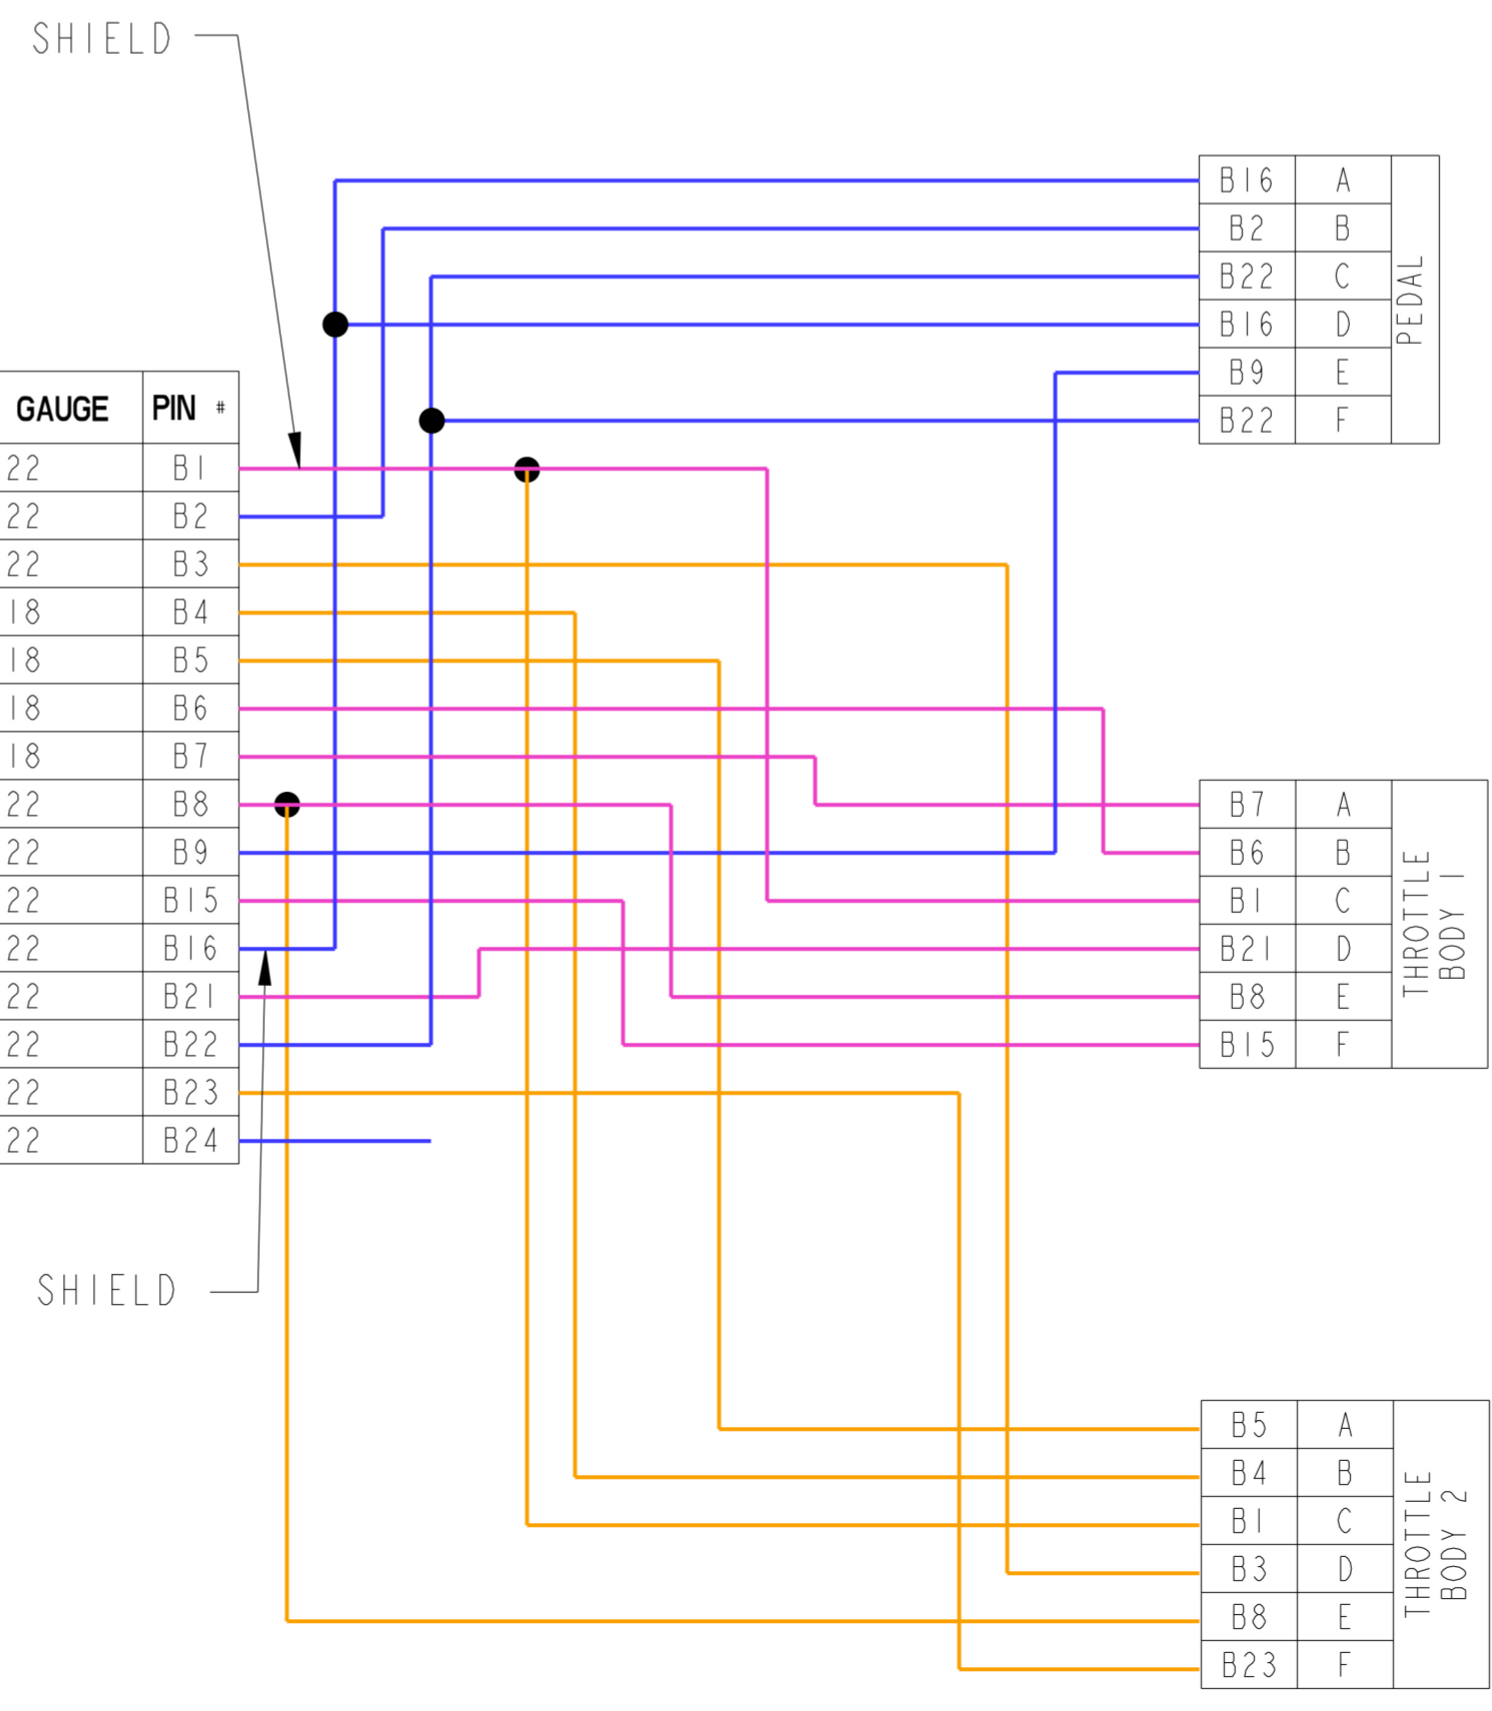 SHIELD
B16 A
B2 B
B22 C
B16 D
B9 E
B22 F
PEDAL
GAUGE PIN #
22 B1
22 B2
22 B3
18 B4
18 B5
18 B6
18 B7
22 B8
22 B9
22 B15
22 B16
22 B21
22 B22
22 B23
22 B24
B7 A
B6 B
B1 C
B21 D
B8 E
B15 F
THROTTLE
BODY 1
SHIELD
B5 A
B4 B
B1 C
B3 D
B8 E
B23 F
THROTTLE
BODY 2